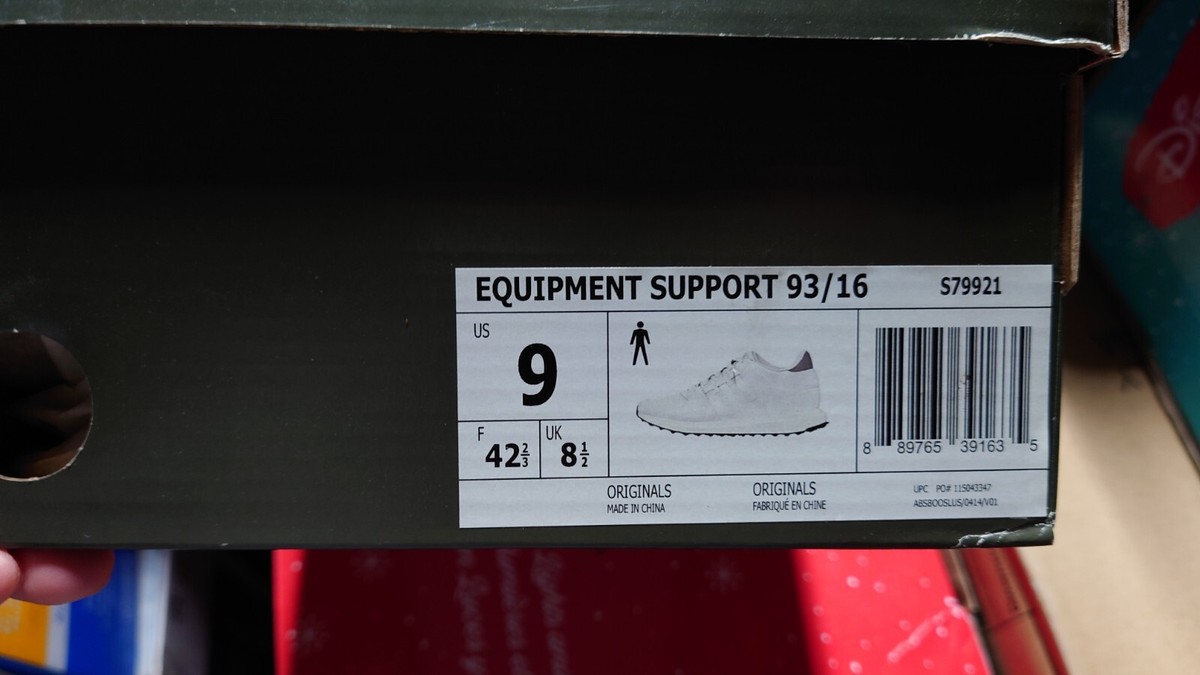 EQUIPMENT SUPPORT 93/16 S79921
US
9
F
42⅔
UK
8½
8 89765 39163 5
ORIGINALS
MADE IN CHINA
ORIGINALS
FABRIQUÉ EN CHINE
UPC PO# 115043347
ABSBOOSLUS/0414/V01